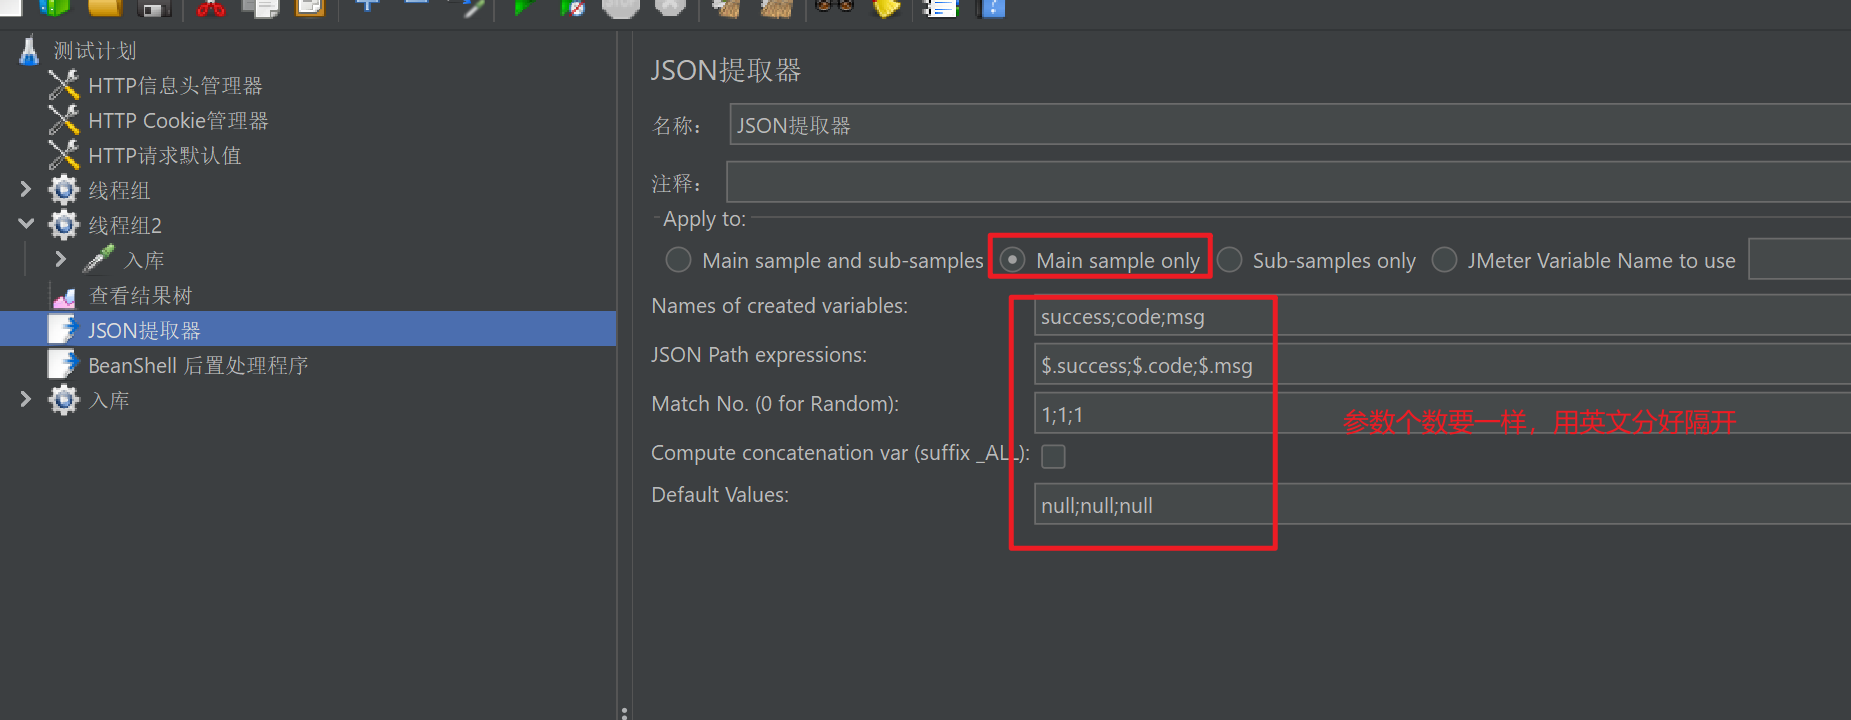 测试计划
HTTP信息头管理器
HTTP Cookie管理器
HTTP请求默认值
线程组
线程组2
入库
查看结果树
JSON提取器
BeanShell 后置处理程序
入库
JSON提取器
名称：
JSON提取器
注释：
Apply to:
Main sample and sub-samples
Main sample only
Sub-samples only
JMeter Variable Name to use
Names of created variables:
success;code;msg
JSON Path expressions:
$.success;$.code;$.msg
Match No. (0 for Random):
1;1;1
参数个数要一样，用英文分好隔开
Compute concatenation var (suffix _ALL):
Default Values:
null;null;null